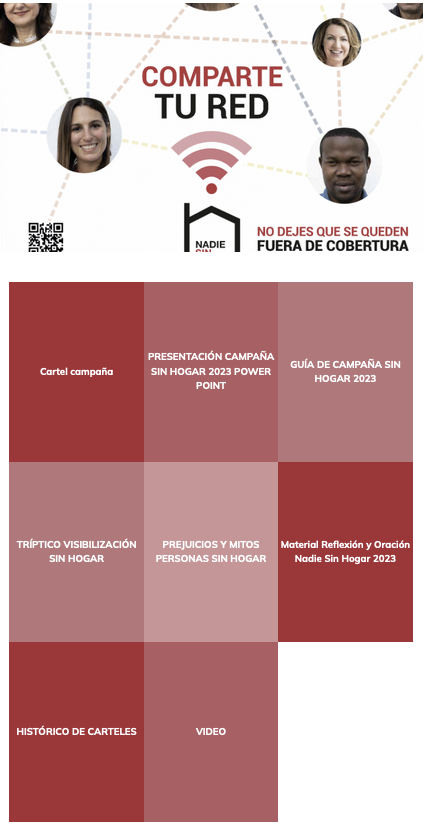 COMPARTE
TU RED
NADIE
SIN
NO DEJES QUE SE QUEDEN
FUERA DE COBERTURA
Cartel campaña
PRESENTACIÓN CAMPAÑA
SIN HOGAR 2023 POWER
POINT
GUÍA DE CAMPAÑA SIN
HOGAR 2023
TRÍPTICO VISIBILIZACIÓN
SIN HOGAR
PREJUICIOS Y MITOS
PERSONAS SIN HOGAR
Material Reflexión y Oración
Nadie Sin Hogar 2023
HISTÓRICO DE CARTELES
VIDEO